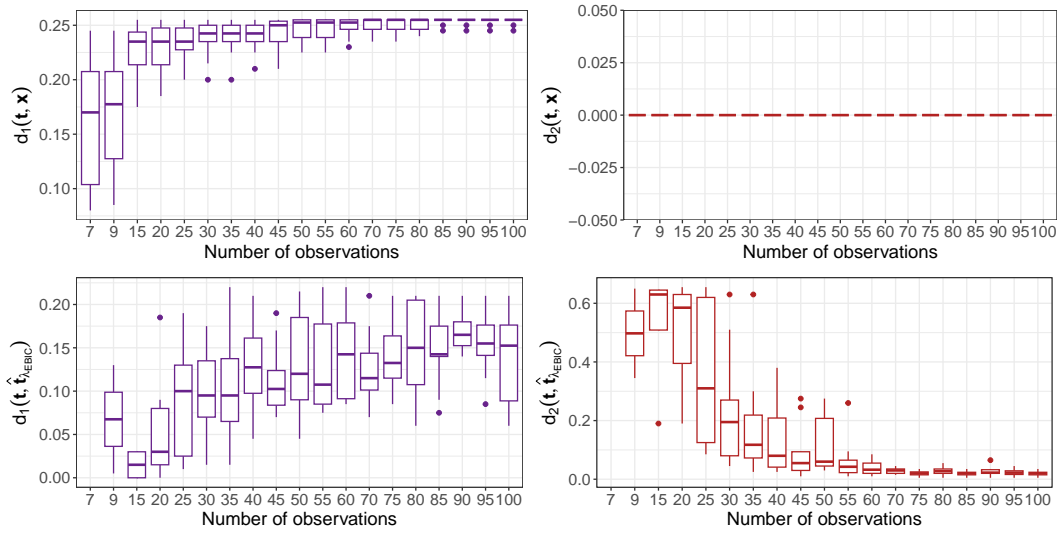 d₁(t, x)
0.25
0.20
0.15
0.10
7 9 15 20 25 30 35 40 45 50 55 60 70 75 80 85 90 95 100
Number of observations
d₂(t, x)
0.050
0.025
0.000
−0.025
−0.050
7 9 15 20 25 30 35 40 45 50 55 60 70 75 80 85 90 95 100
Number of observations
d₁(t, t̂_λ_EBIC)
0.20
0.15
0.10
0.05
0.00
7 9 15 20 25 30 35 40 45 50 55 60 70 75 80 85 90 95 100
Number of observations
d₂(t, t̂_λ_EBIC)
0.6
0.4
0.2
0.0
7 9 15 20 25 30 35 40 45 50 55 60 70 75 80 85 90 95 100
Number of observations